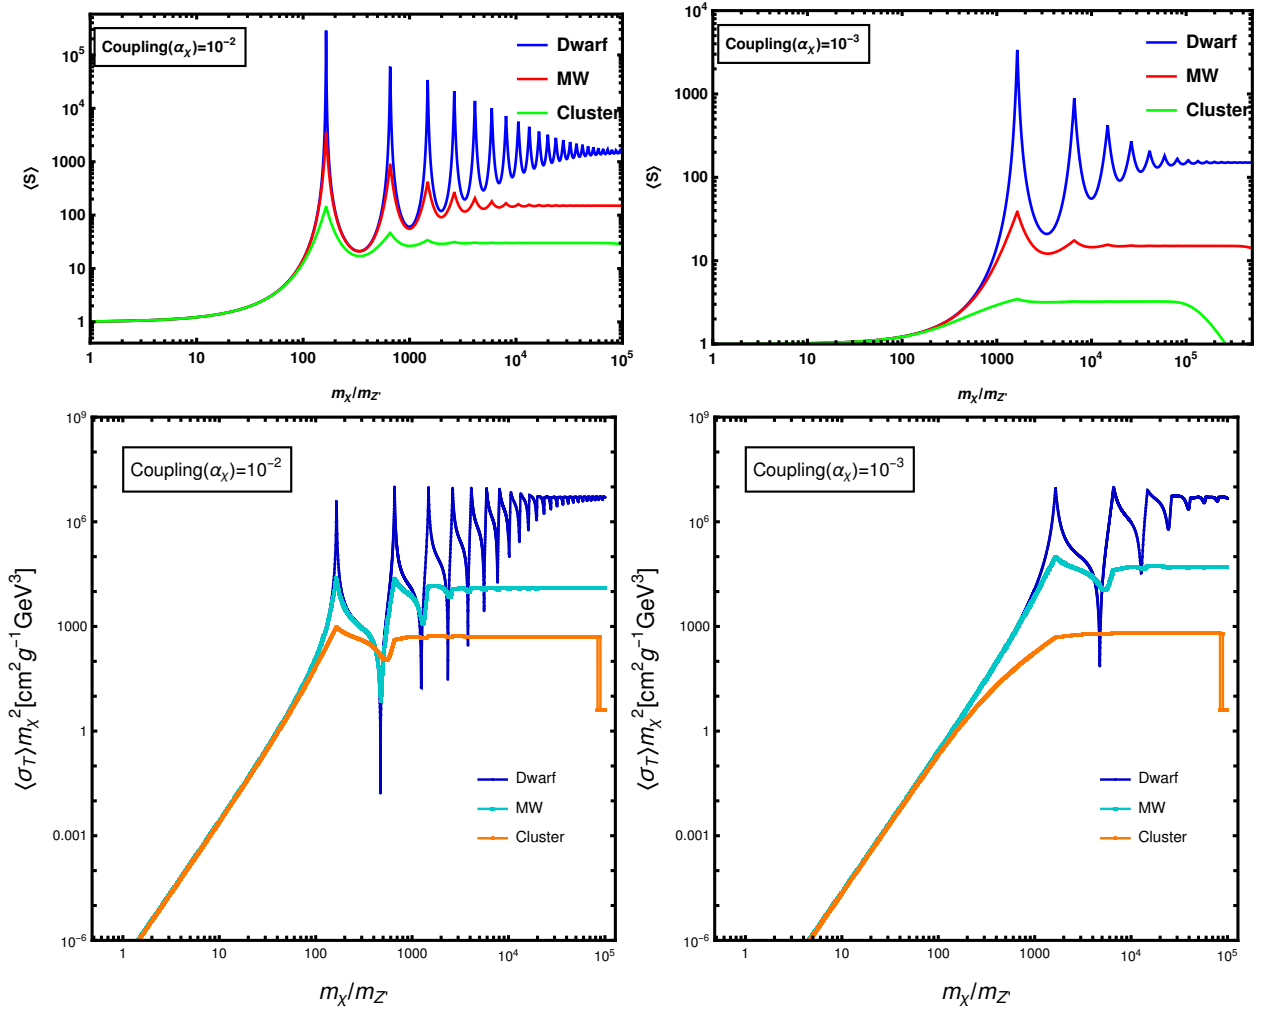 Coupling(αχ)=10⁻²
Dwarf
MW
Cluster
10⁵
10⁴
1000
100
10
1
⟨S⟩
1 10 100 1000 10⁴ 10⁵
mχ/mZ'
Coupling(αχ)=10⁻³
Dwarf
MW
Cluster
10⁴
1000
100
10
1
⟨S⟩
1 10 100 1000 10⁴ 10⁵
mχ/mZ'
Coupling(αχ)=10⁻²
10⁹
10⁶
1000
1
0.001
10⁻⁶
⟨σT⟩mχ²[cm²g⁻¹GeV³]
Dwarf
MW
Cluster
1 10 100 1000 10⁴ 10⁵
mχ/mZ'
Coupling(αχ)=10⁻³
10⁹
10⁶
1000
1
0.001
10⁻⁶
⟨σT⟩mχ²[cm²g⁻¹GeV³]
Dwarf
MW
Cluster
1 10 100 1000 10⁴ 10⁵
mχ/mZ'